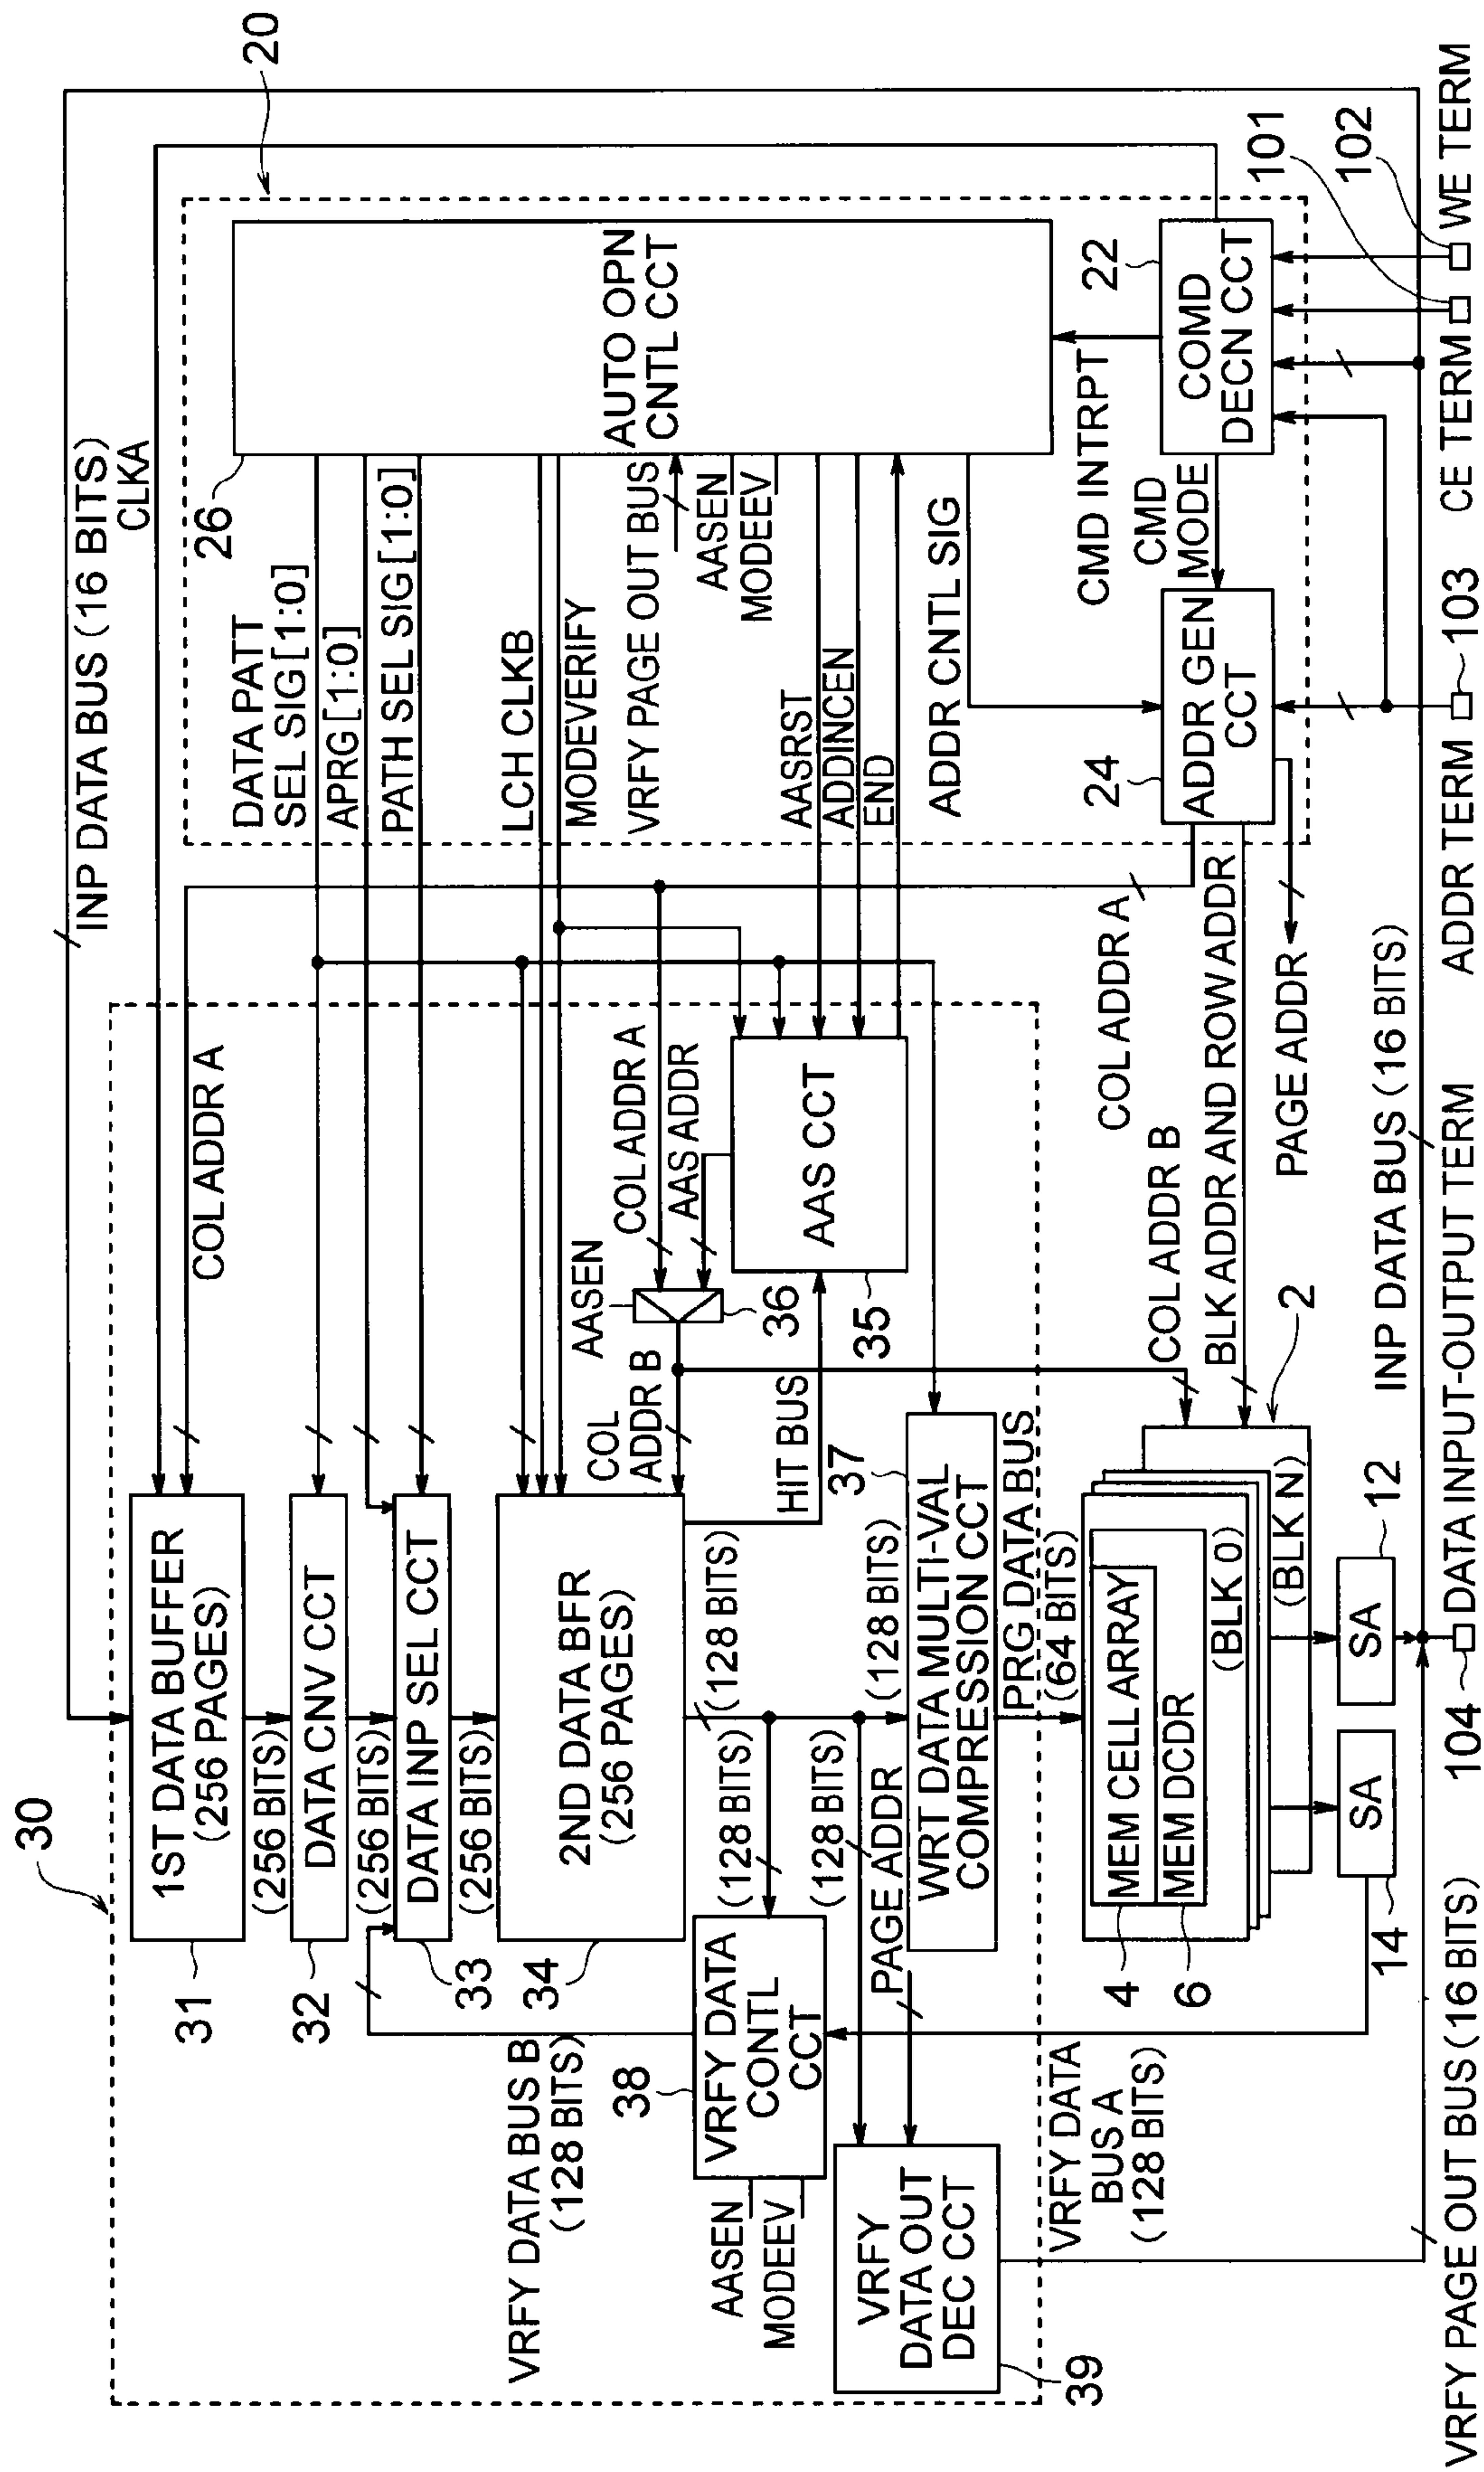 30
INP DATA BUS (16 BITS)
CLKA
20
1ST DATA BUFFER
(256 PAGES)
31
COL ADDR A
26
AUTO OPN
CNTL CCT
DATA PATT
SEL SIG [1:0]
APRG [1:0]
PATH SEL SIG [1:0]
(256 BITS)
DATA CNV CCT
32
(256 BITS)
DATA INP SEL CCT
33
(256 BITS)
LCH CLKB
MODEVERIFY
2ND DATA BFR
(256 PAGES)
34
VRFY PAGE OUT BUS
AASEN
MODEEV
AASRST
ADDINCEN
END
ADDR CNTL SIG
VRFY DATA BUS B
(128 BITS)
AASEN
COL ADDR A
AAS ADDR
COL
ADDR B
36
AAS CCT
35
HIT BUS
(128 BITS)
(128 BITS)
38
VRFY DATA
CONTL
CCT
AASEN
MODEEV
(128 BITS)
(128 BITS)
PAGE ADDR
37
WRT DATA MULTI-VAL
COMPRESSION CCT
VRFY
DATA OUT
DEC CCT
39
PRG DATA BUS
(64 BITS)
VRFY DATA
BUS A
(128 BITS)
CMD INTRPT
CMD
MODE
22
COMD
DECN CCT
24
ADDR GEN
CCT
101
102
COL ADDR A
COL ADDR B
BLK ADDR AND ROW ADDR
PAGE ADDR
2
MEM CELL ARRAY
MEM DCDR
(BLK 0)
(BLK N)
4
6
SA
12
SA
14
INP DATA BUS (16 BITS)
VRFY PAGE OUT BUS (16 BITS)
104
DATA INPUT-OUTPUT TERM
ADDR TERM
103
CE TERM
WE TERM